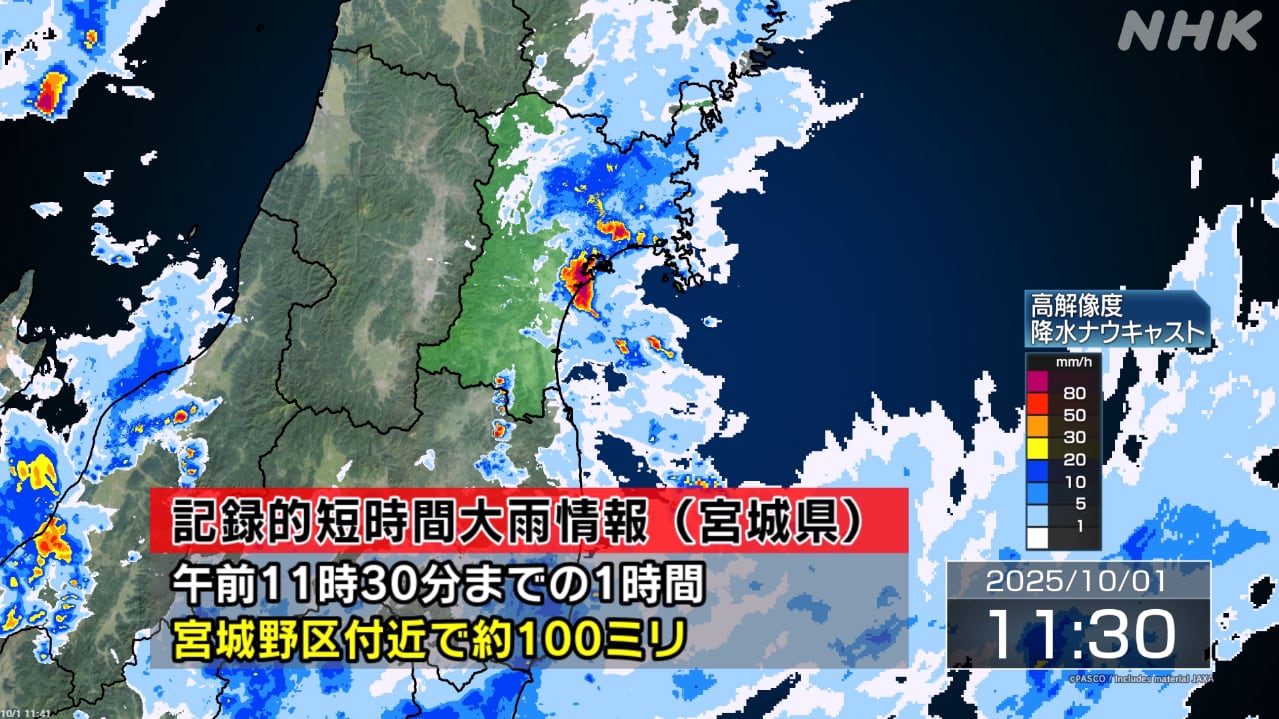 NHK
高解像度
降水ナウキャスト
mm/h
80
50
30
20
10
5
1
記録的短時間大雨情報（宮城県）
午前11時30分までの1時間
宮城野区付近で約100ミリ
2025/10/01
11:30
©PASCO / Includes material JAXA
10/1 11:41